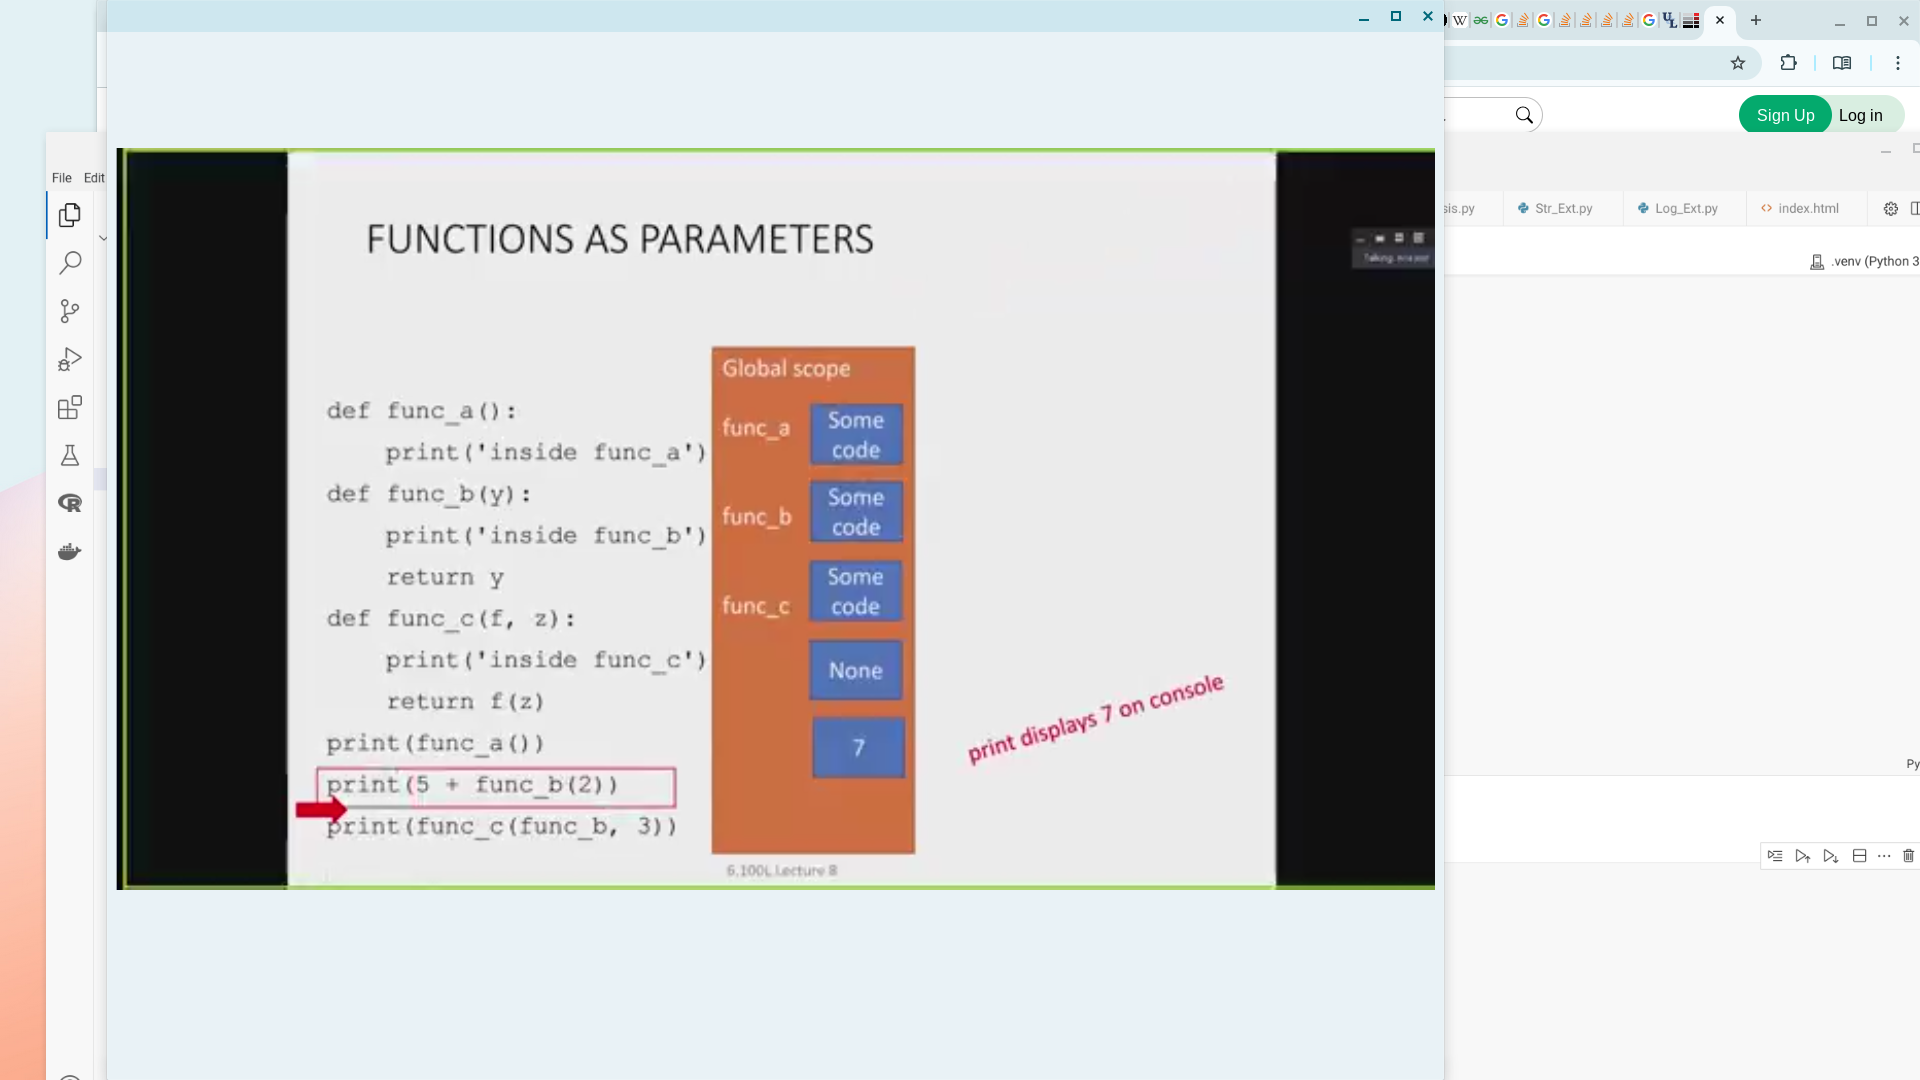 Sign Up
Log in
File
Edit
sis.py
Str_Ext.py
Log_Ext.py
index.html
.venv (Python 3
FUNCTIONS AS PARAMETERS
def func_a():
print('inside func_a')
def func_b(y):
print('inside func_b')
return y
def func_c(f, z):
print('inside func_c')
return f(z)
print(func_a())
print(5 + func_b(2))
print(func_c(func_b, 3))
Global scope
func_a
Some
code
func_b
Some
code
func_c
Some
code
None
7
print displays 7 on console
6.100L Lecture 8
Py